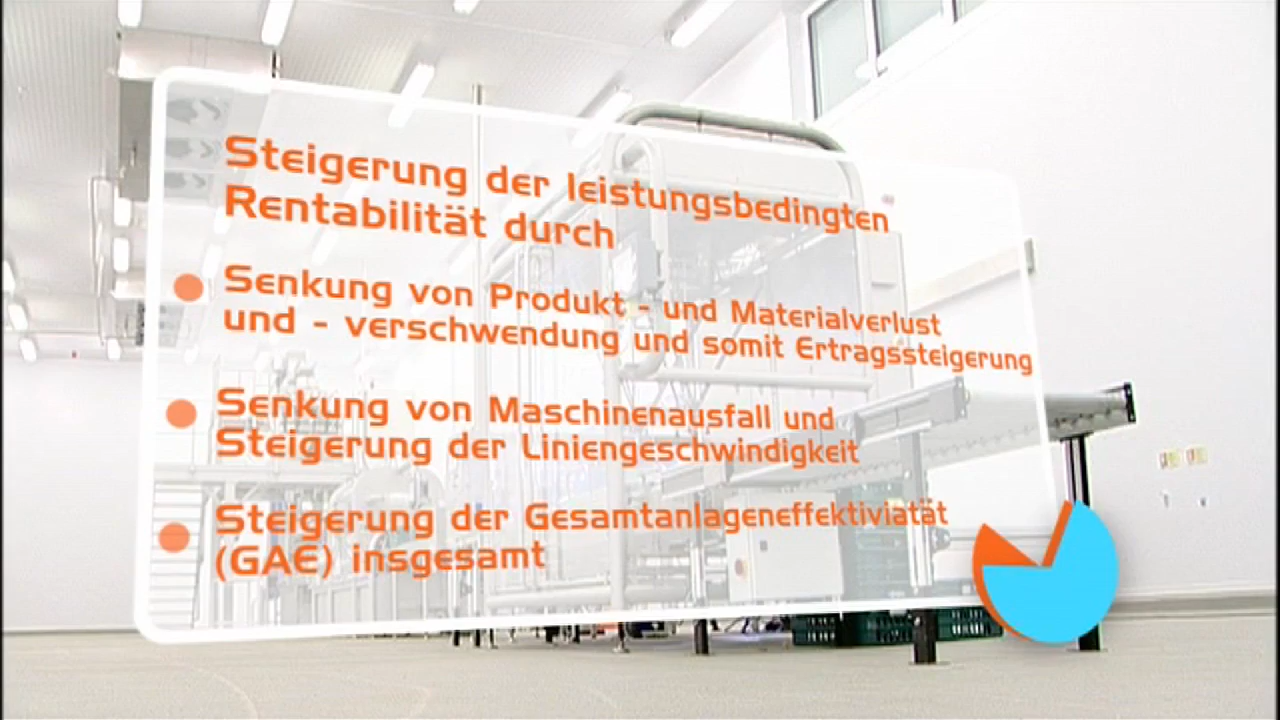 Steigerung der leistungsbedingten
Rentabilität durch
Senkung von Produkt - und Materialverlust
und - verschwendung und somit Ertragssteigerung
Senkung von Maschinenausfall und
Steigerung der Liniengeschwindigkeit
Steigerung der Gesamtanlageneffektiviatät
(GAE) insgesamt